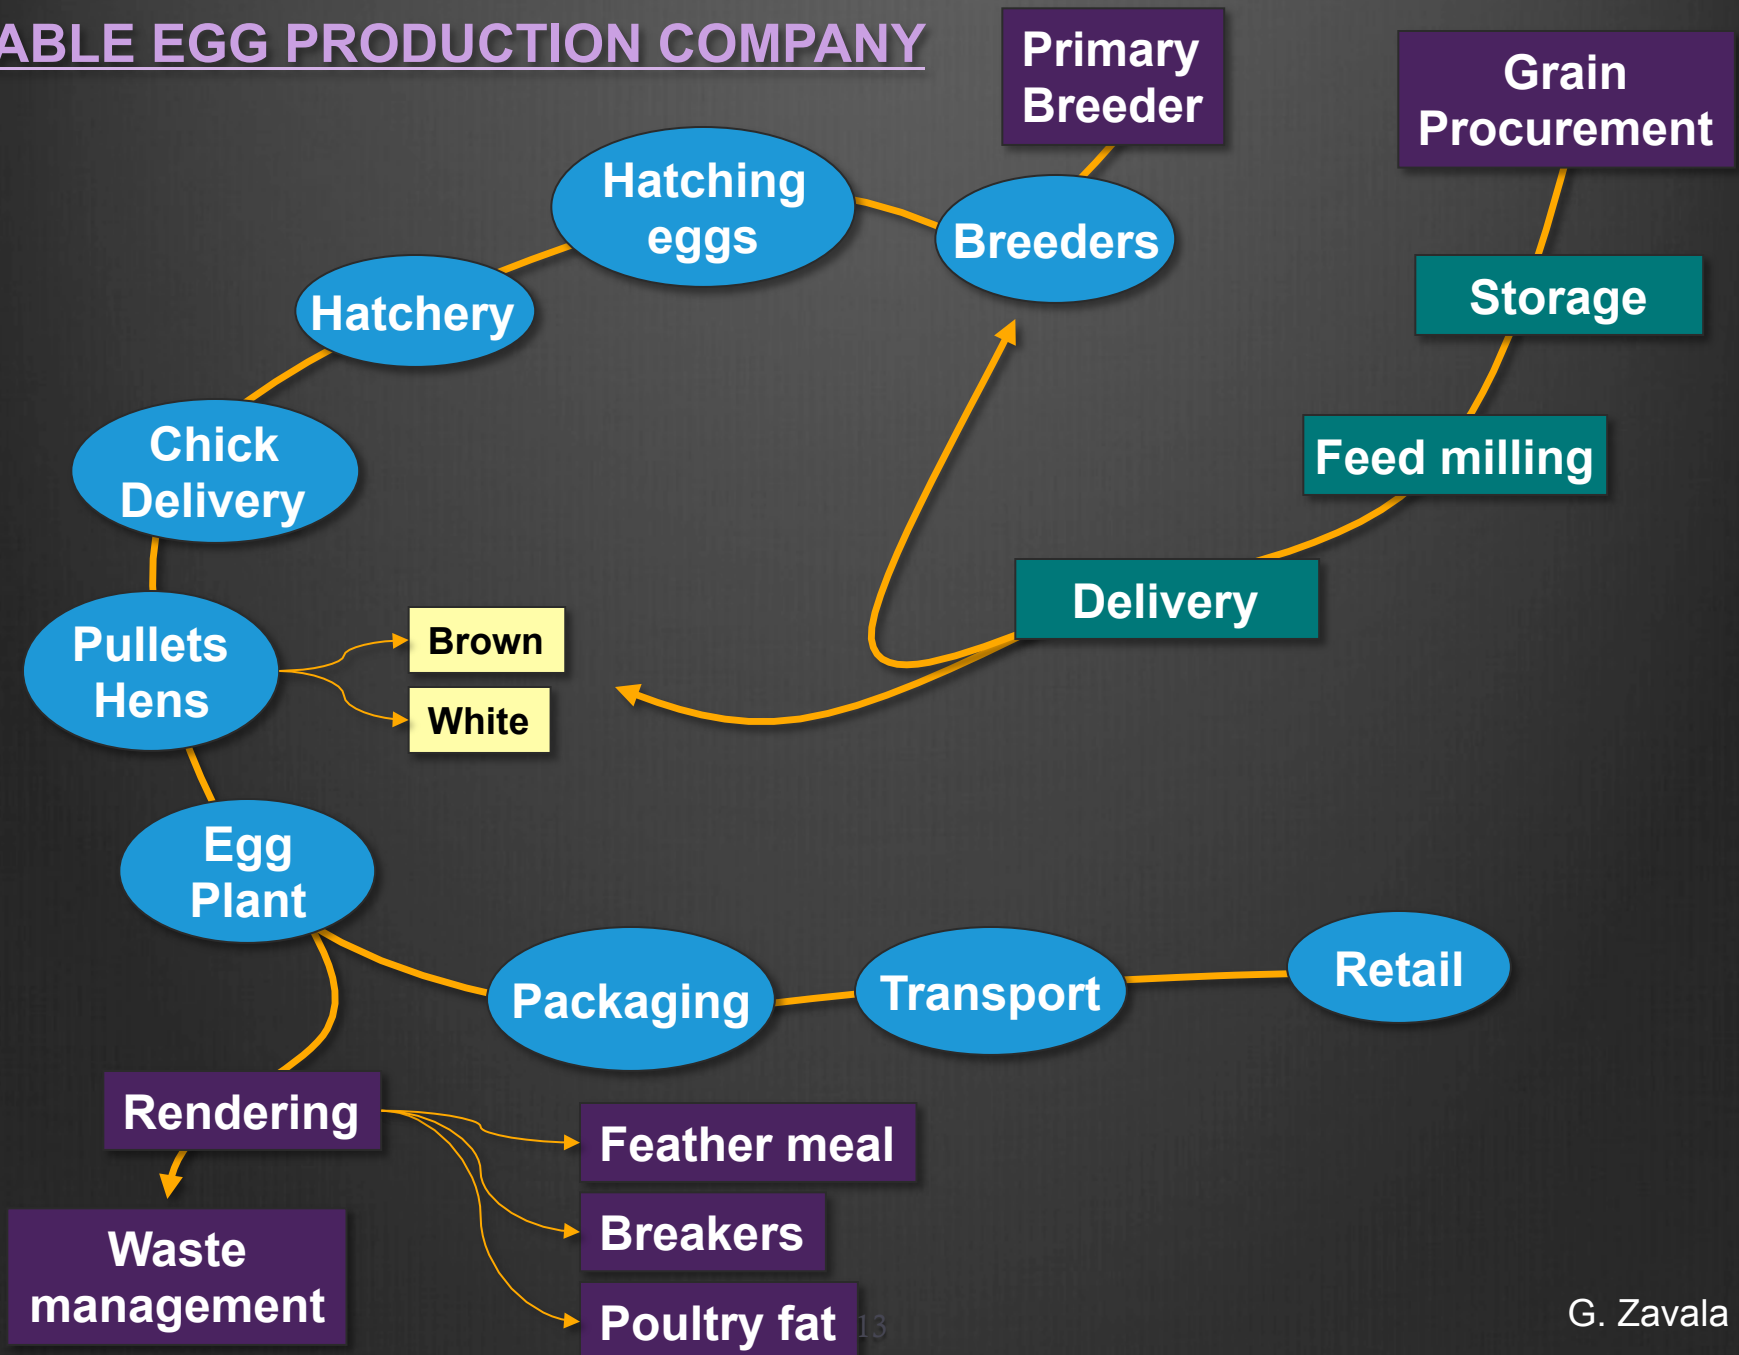 ABLE EGG PRODUCTION COMPANY
Primary
Breeder
Grain
Procurement
Hatching
eggs
Breeders
Hatchery
Storage
Chick
Delivery
Feed milling
Delivery
Pullets
Hens
Brown
White
Egg
Plant
Packaging
Transport
Retail
Rendering
Feather meal
Breakers
Poultry fat
Waste
management
13
G. Zavala